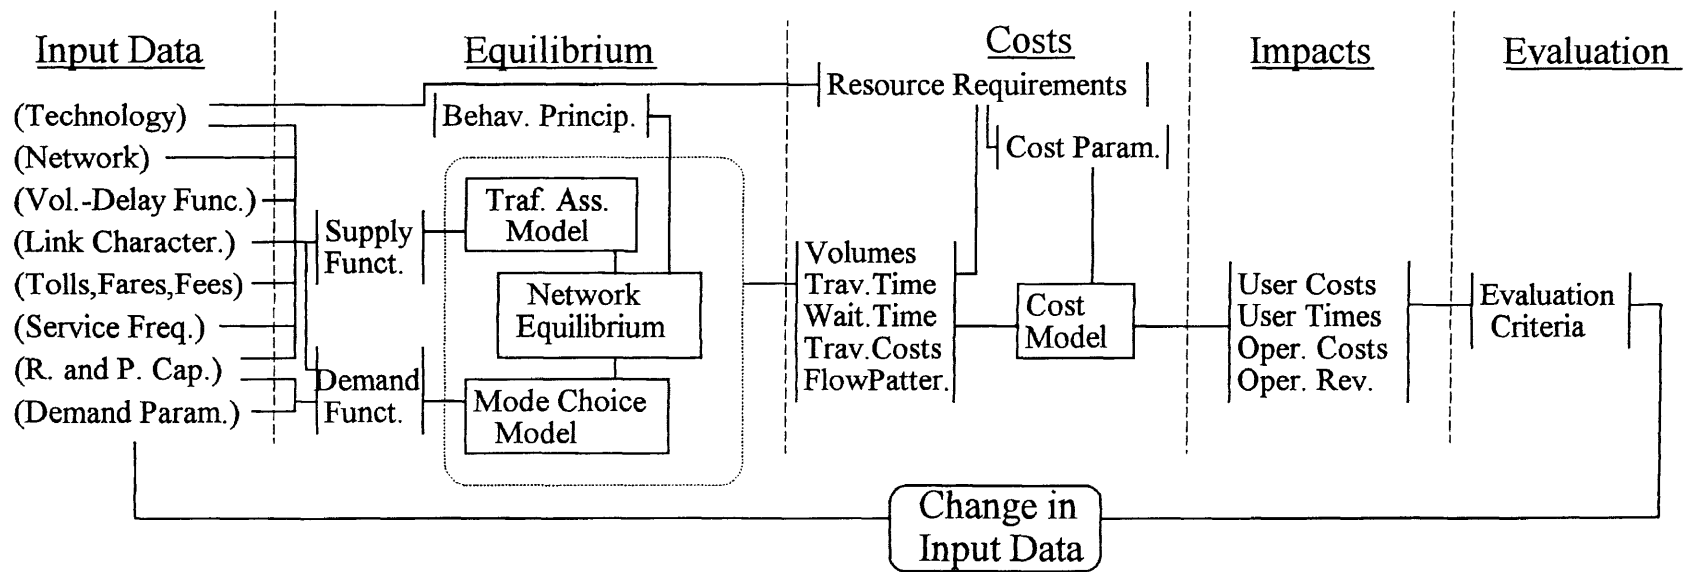 Input Data
Equilibrium
Costs
Impacts
Evaluation
(Technology)
(Network)
(Vol.-Delay Func.)
(Link Character.)
(Tolls,Fares,Fees)
(Service Freq.)
(R. and P. Cap.)
(Demand Param.)
Supply
Funct.
Demand
Funct.
Behav. Princip.
Traf. Ass.
Model
Network
Equilibrium
Mode Choice
Model
Resource Requirements
Cost Param.
Volumes
Trav.Time
Wait.Time
Trav.Costs
FlowPatter.
Cost
Model
User Costs
User Times
Oper. Costs
Oper. Rev.
Evaluation
Criteria
Change in
Input Data